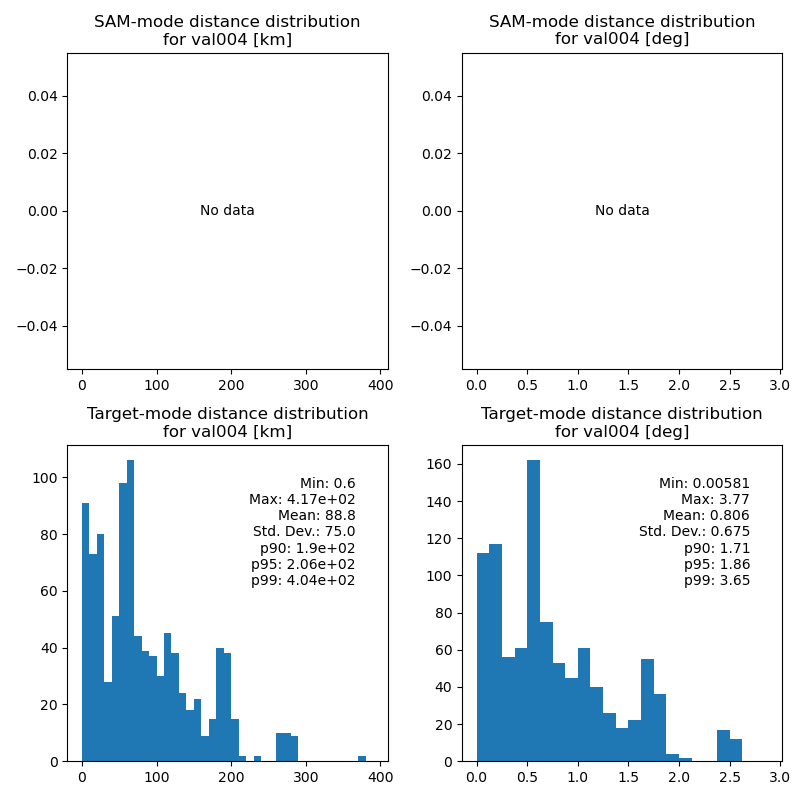 SAM-mode distance distribution
for val004 [km]
0.04
0.02
0.00
−0.02
−0.04
No data
0
100
200
300
400
SAM-mode distance distribution
for val004 [deg]
0.04
0.02
0.00
−0.02
−0.04
No data
0.0
0.5
1.0
1.5
2.0
2.5
3.0
Target-mode distance distribution
for val004 [km]
100
80
60
40
20
0
Min: 0.6
Max: 4.17e+02
Mean: 88.8
Std. Dev.: 75.0
p90: 1.9e+02
p95: 2.06e+02
p99: 4.04e+02
0
100
200
300
400
Target-mode distance distribution
for val004 [deg]
160
140
120
100
80
60
40
20
0
Min: 0.00581
Max: 3.77
Mean: 0.806
Std. Dev.: 0.675
p90: 1.71
p95: 1.86
p99: 3.65
0.0
0.5
1.0
1.5
2.0
2.5
3.0